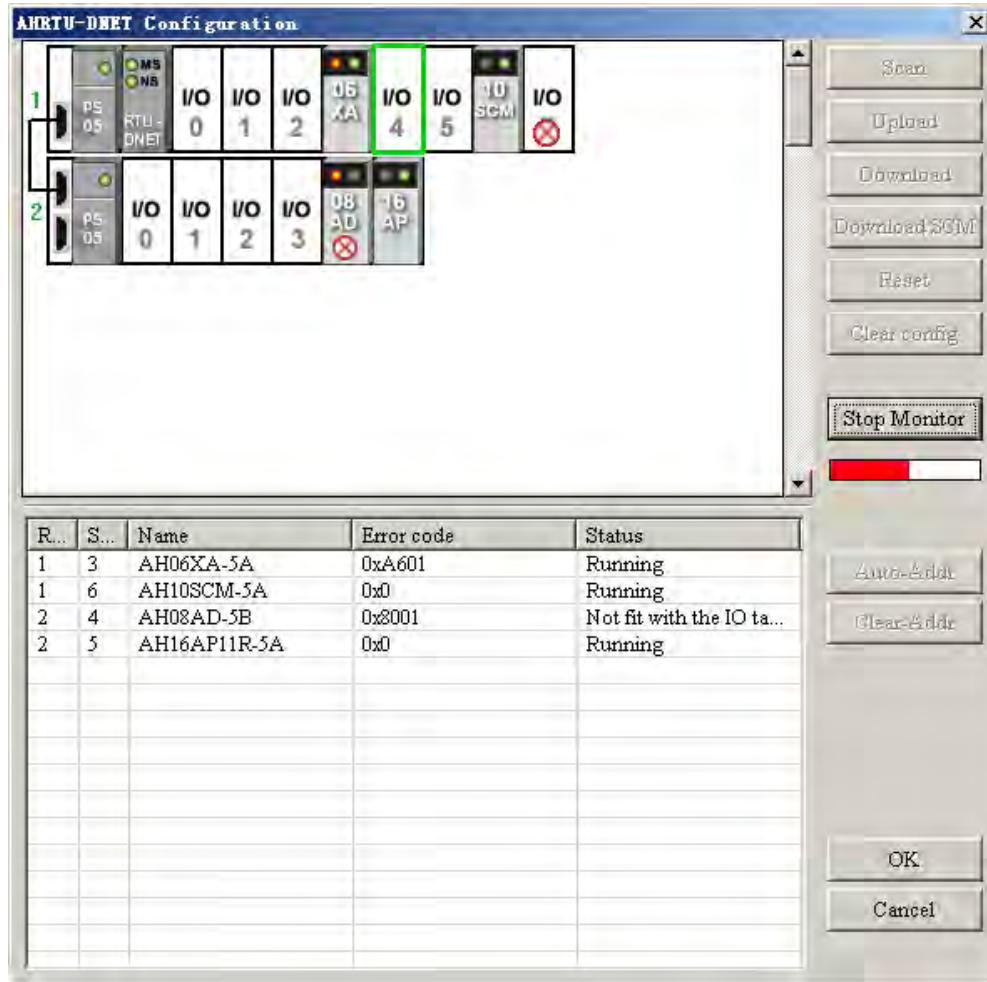 AHRTU-DNET Configuration
1
PS
05
MS
NS
RTU-
DNET
I/O
0
I/O
1
I/O
2
06
XA
I/O
4
I/O
5
10
SCM
I/O
2
PS
05
I/O
0
I/O
1
I/O
2
I/O
3
08
AD
16
AP
Scan
Upload
Download
Download SCM
Reset
Clear config
Stop Monitor
Auto-Addr
Clear-Addr
OK
Cancel
R... S... Name Error code Status
1 3 AH06XA-5A 0xA601 Running
1 6 AH10SCM-5A 0x0 Running
2 4 AH08AD-5B 0x8001 Not fit with the IO ta...
2 5 AH16AP11R-5A 0x0 Running